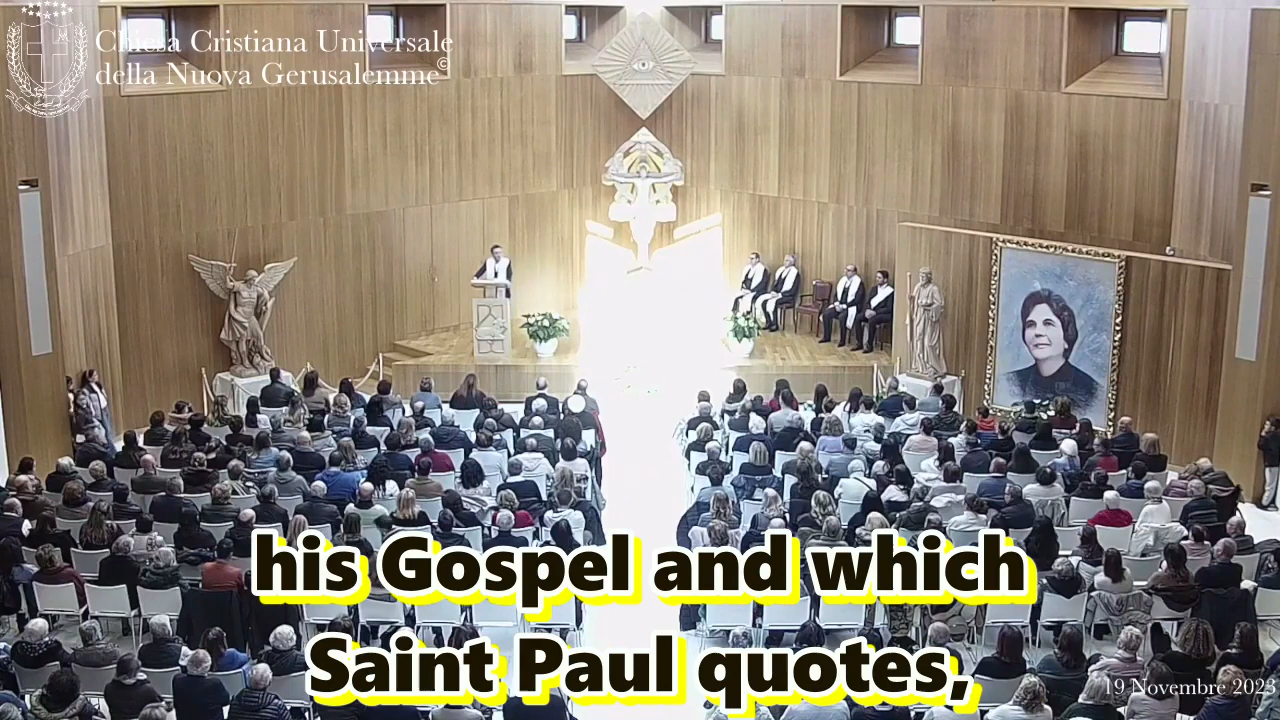 Chiesa Cristiana Universale
della Nuova Gerusalemme©
his Gospel and which
Saint Paul quotes,
19 Novembre 2023